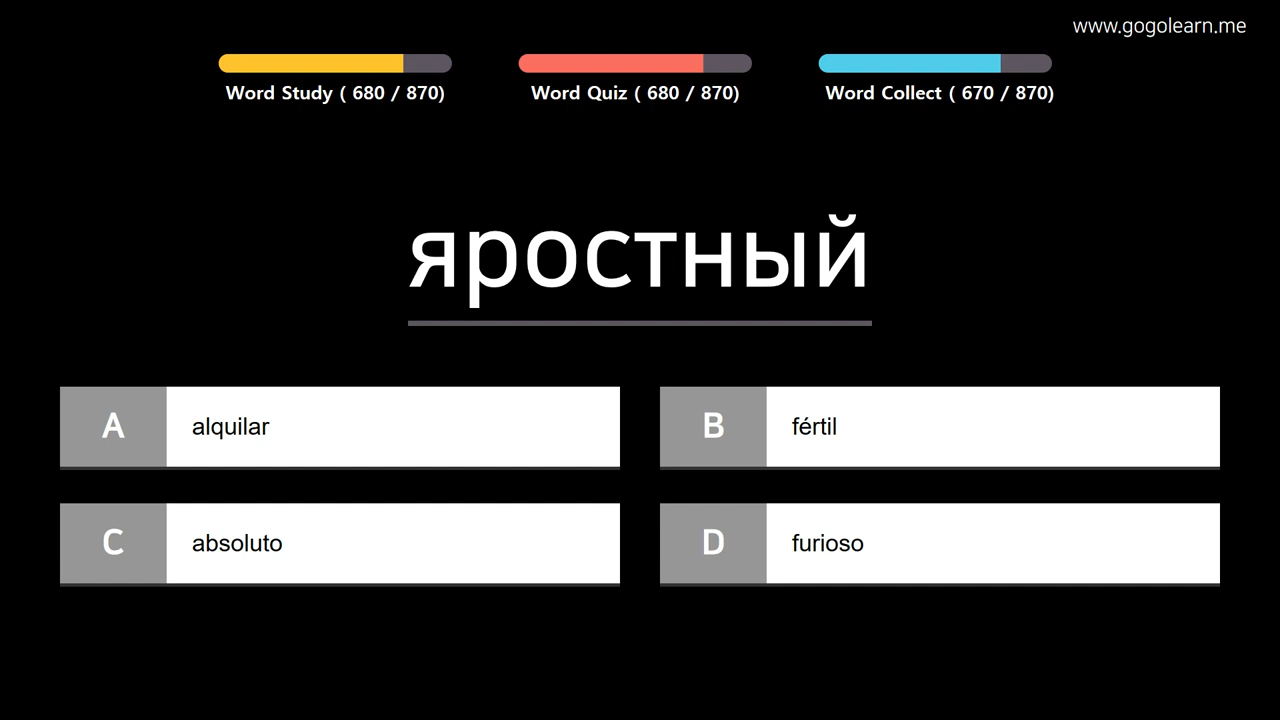 www.gogolearn.me
Word Study ( 680 / 870)
Word Quiz ( 680 / 870)
Word Collect ( 670 / 870)
яростный
A alquilar
B fértil
C absoluto
D furioso